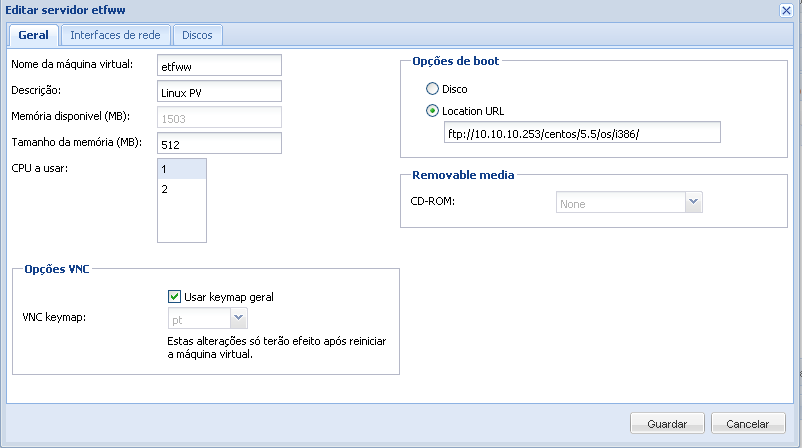 Editar servidor etfww
Geral
Interfaces de rede
Discos
Nome da máquina virtual:
etfww
Descrição:
Linux PV
Memória disponivel (MB):
1503
Tamanho da memória (MB):
512
CPU a usar:
1
2
Opções de boot
Disco
Location URL
ftp://10.10.10.253/centos/5.5/os/i386/
Removable media
CD-ROM:
None
Opções VNC
Usar keymap geral
VNC keymap:
pt
Estas alterações só terão efeito após reiniciar
a máquina virtual.
Guardar
Cancelar